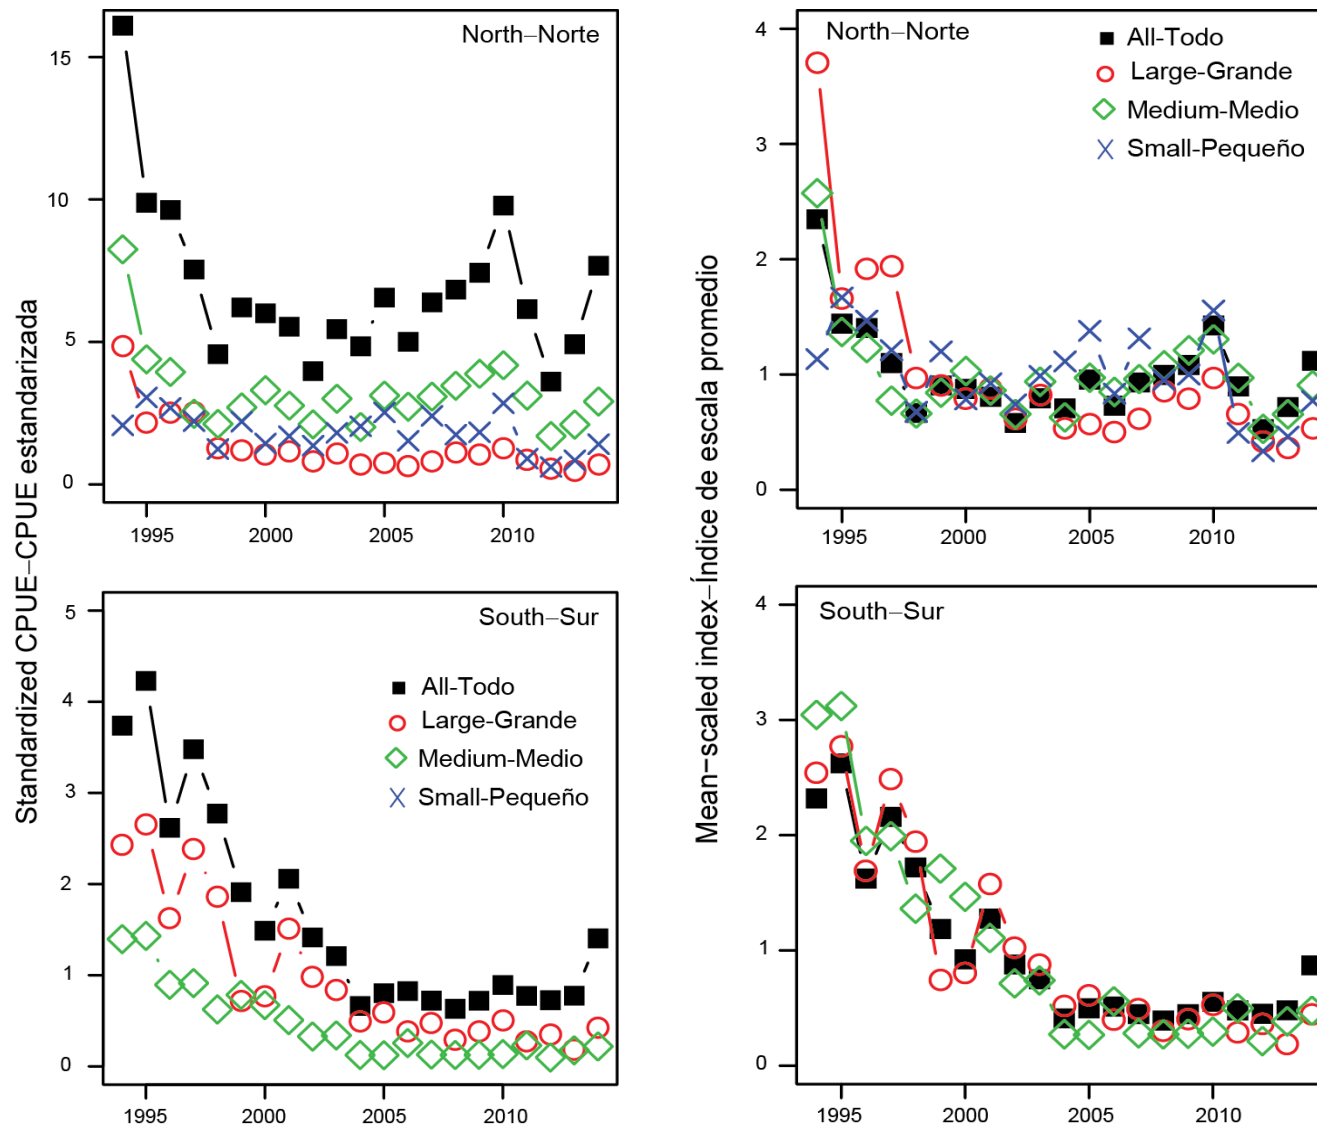 Standardized CPUE–CPUE estandarizada
North–Norte
15
10
5
0
1995 2000 2005 2010
South–Sur
All-Todo
Large-Grande
Medium-Medio
Small-Pequeño
5
4
3
2
1
0
1995 2000 2005 2010
Mean–scaled index–Índice de escala promedio
North–Norte
All-Todo
Large-Grande
Medium-Medio
Small-Pequeño
4
3
2
1
0
1995 2000 2005 2010
South–Sur
4
3
2
1
0
1995 2000 2005 2010